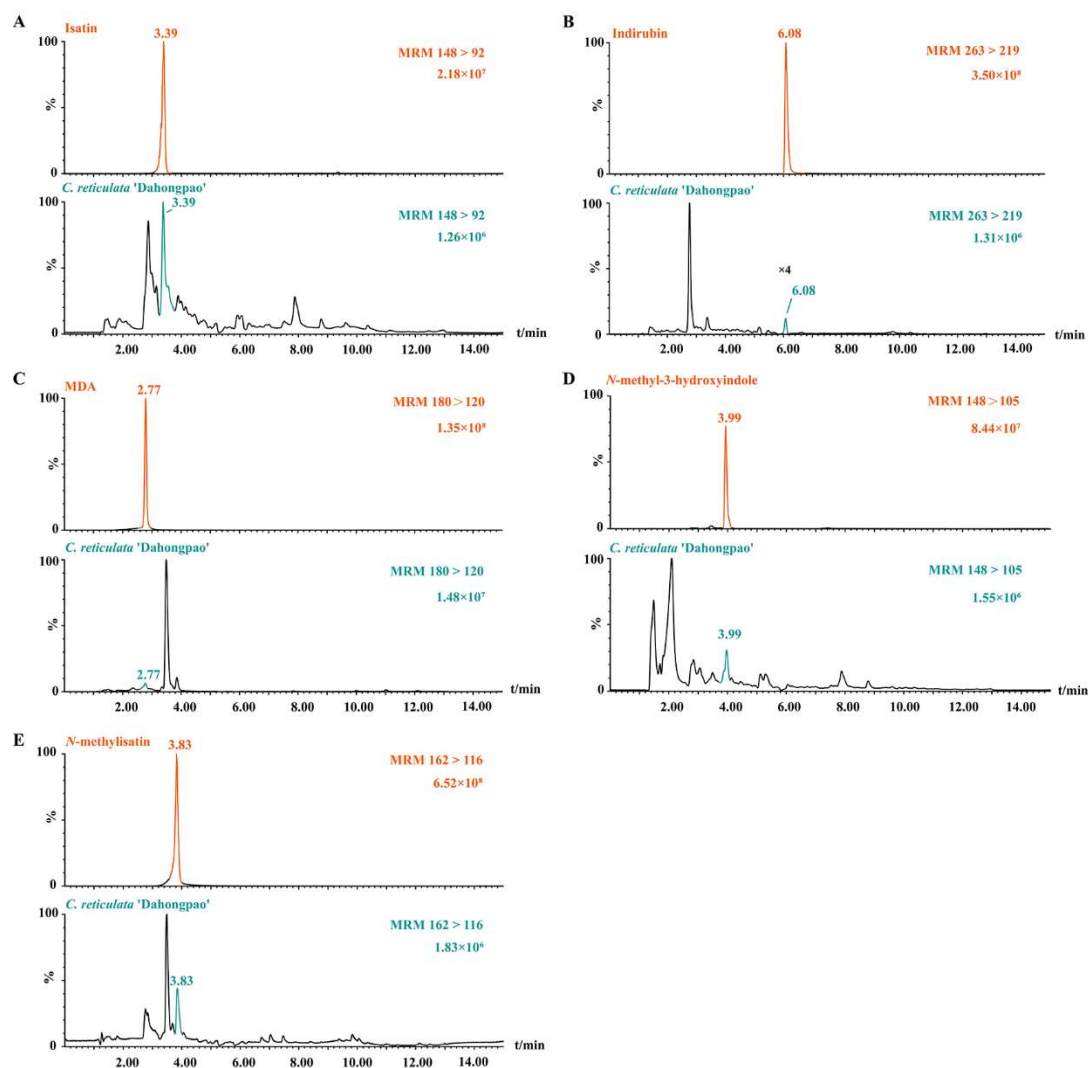 A
Isatin
3.39
100
MRM 148 > 92
2.18×10⁷
%
0
C. reticulata 'Dahongpao'
3.39
100
MRM 148 > 92
1.26×10⁶
%
0
t/min
2.00 4.00 6.00 8.00 10.00 12.00 14.00
B
Indirubin
6.08
100
MRM 263 > 219
3.50×10⁸
%
0
C. reticulata 'Dahongpao'
100
MRM 263 > 219
1.31×10⁶
×4
6.08
%
0
t/min
2.00 4.00 6.00 8.00 10.00 12.00 14.00
C
MDA
2.77
100
MRM 180 > 120
1.35×10⁸
%
0
C. reticulata 'Dahongpao'
100
MRM 180 > 120
1.48×10⁷
%
2.77
0
t/min
2.00 4.00 6.00 8.00 10.00 12.00 14.00
D
N-methyl-3-hydroxyindole
100
3.99
MRM 148 > 105
8.44×10⁷
%
0
C. reticulata 'Dahongpao'
100
MRM 148 > 105
1.55×10⁶
%
3.99
0
t/min
2.00 4.00 6.00 8.00 10.00 12.00 14.00
E
N-methylisatin
3.83
100
MRM 162 > 116
6.52×10⁸
%
0
C. reticulata 'Dahongpao'
100
MRM 162 > 116
1.83×10⁶
%
3.83
0
t/min
2.00 4.00 6.00 8.00 10.00 12.00 14.00